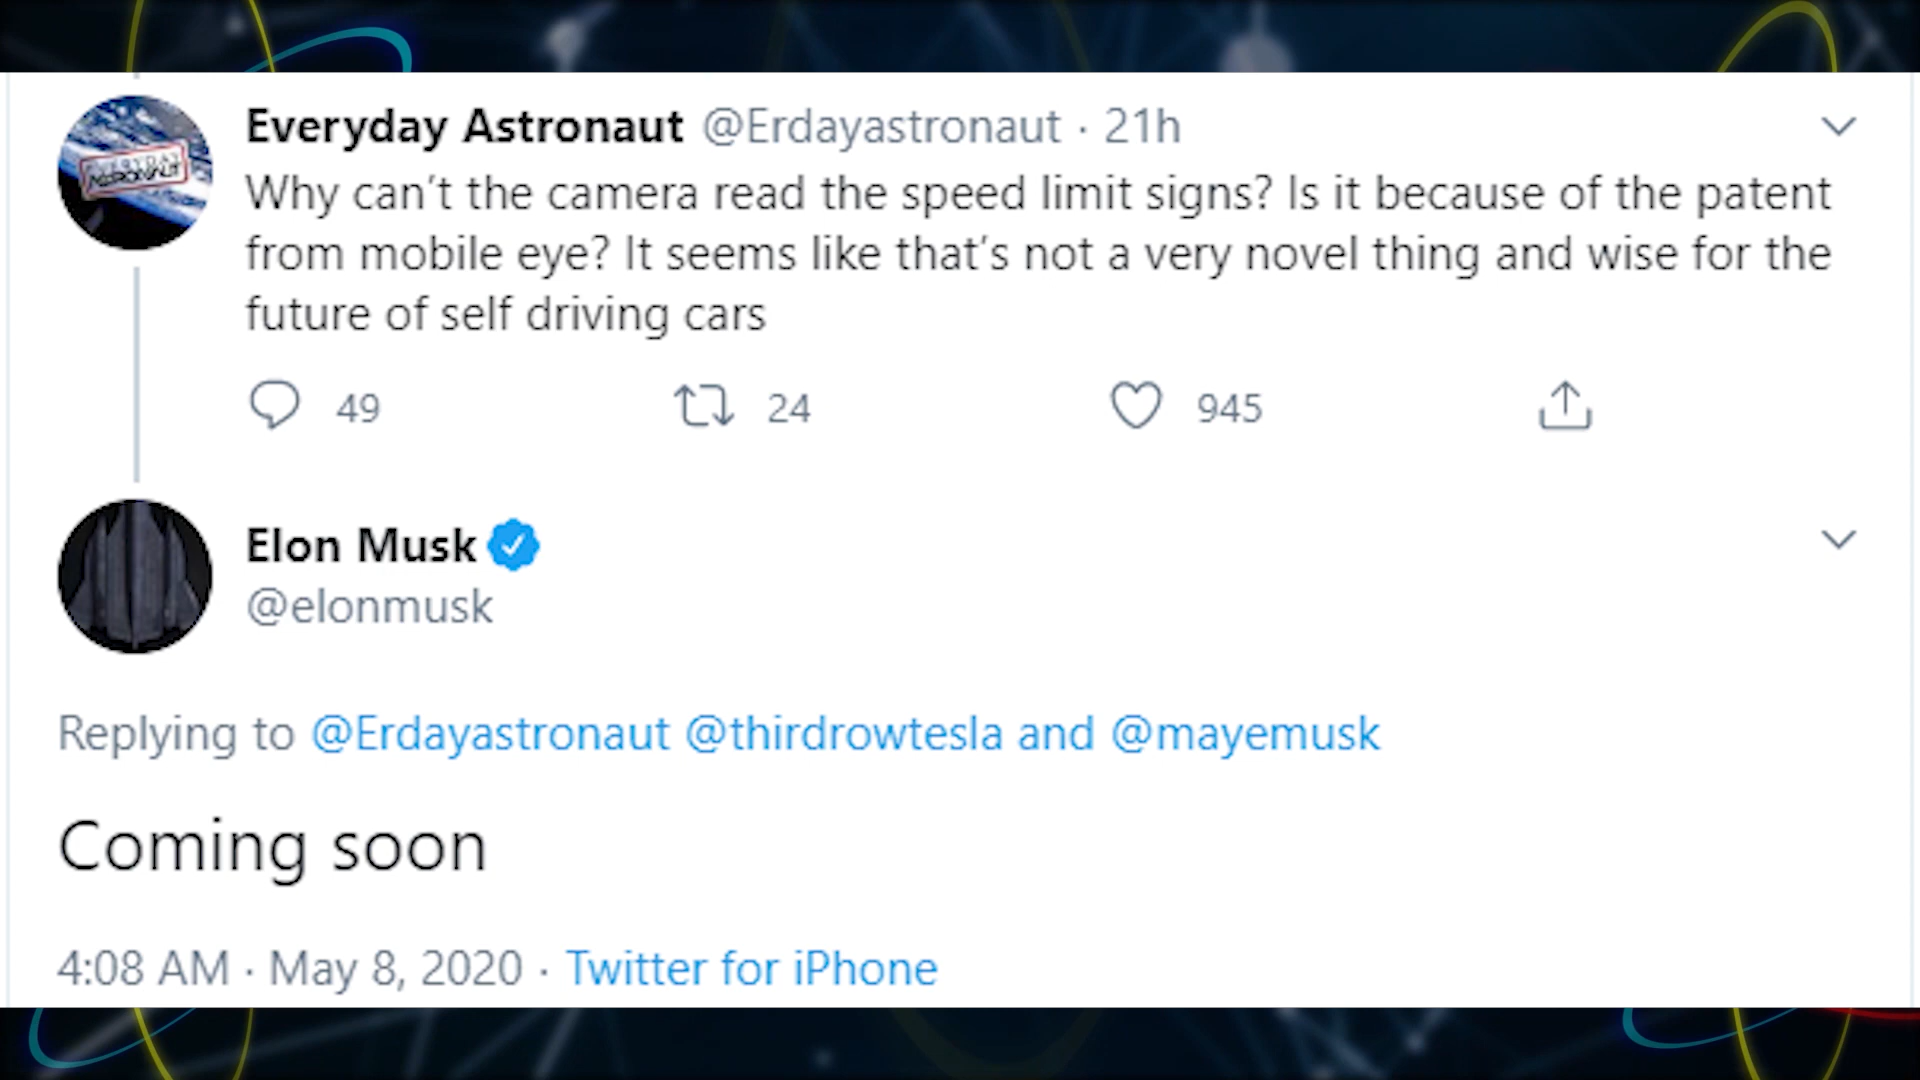 Everyday Astronaut @Erdayastronaut · 21h
EVERYDAY
ASTRONAUT
Why can’t the camera read the speed limit signs? Is it because of the patent
from mobile eye? It seems like that’s not a very novel thing and wise for the
future of self driving cars
49 24 945
Elon Musk
@elonmusk
Replying to @Erdayastronaut @thirdrowtesla and @mayemusk
Coming soon
4:08 AM · May 8, 2020 · Twitter for iPhone